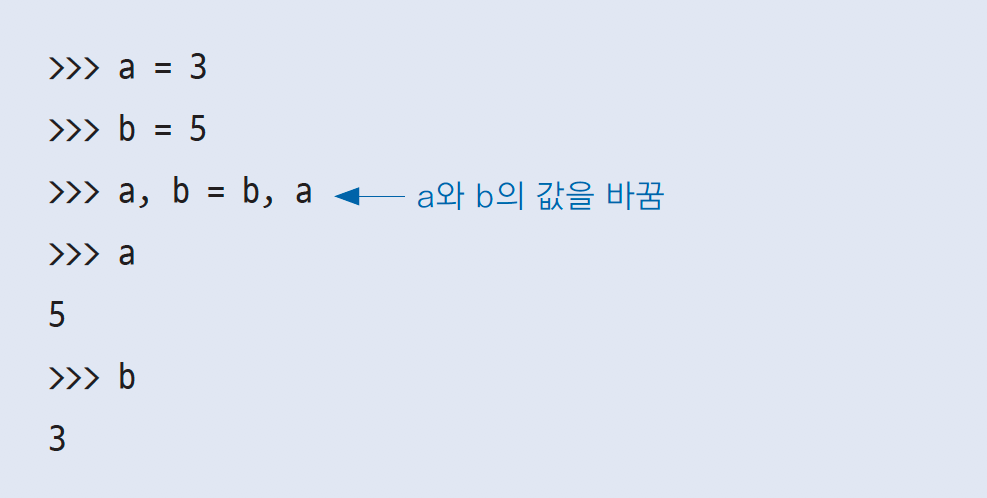 >>> a = 3
>>> b = 5
>>> a, b = b, a a와 b의 값을 바꿈
>>> a
5
>>> b
3